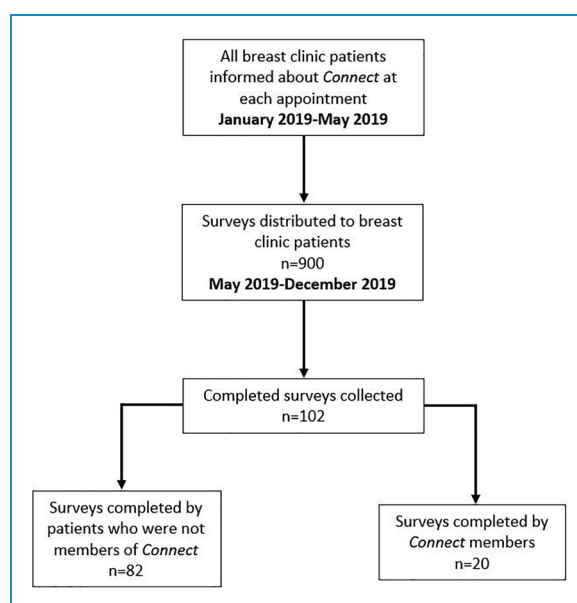 All breast clinic patients
informed about Connect at
each appointment
January 2019-May 2019
Surveys distributed to breast
clinic patients
n=900
May 2019-December 2019
Completed surveys collected
n=102
Surveys completed by
patients who were not
members of Connect
n=82
Surveys completed by
Connect members
n=20